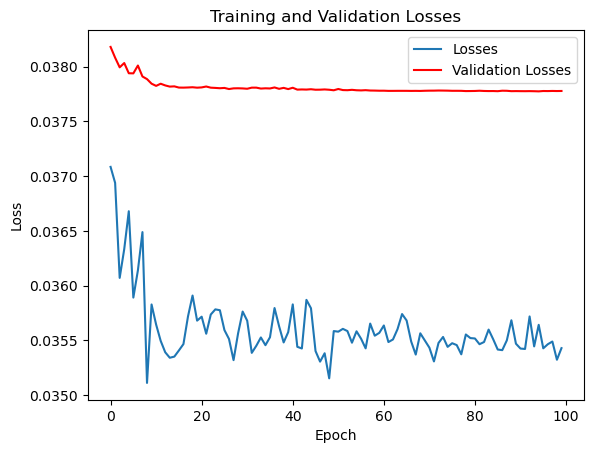 Training and Validation Losses
Losses
Validation Losses
0.0380
0.0375
0.0370
0.0365
0.0360
0.0355
0.0350
Loss
0
20
40
60
80
100
Epoch